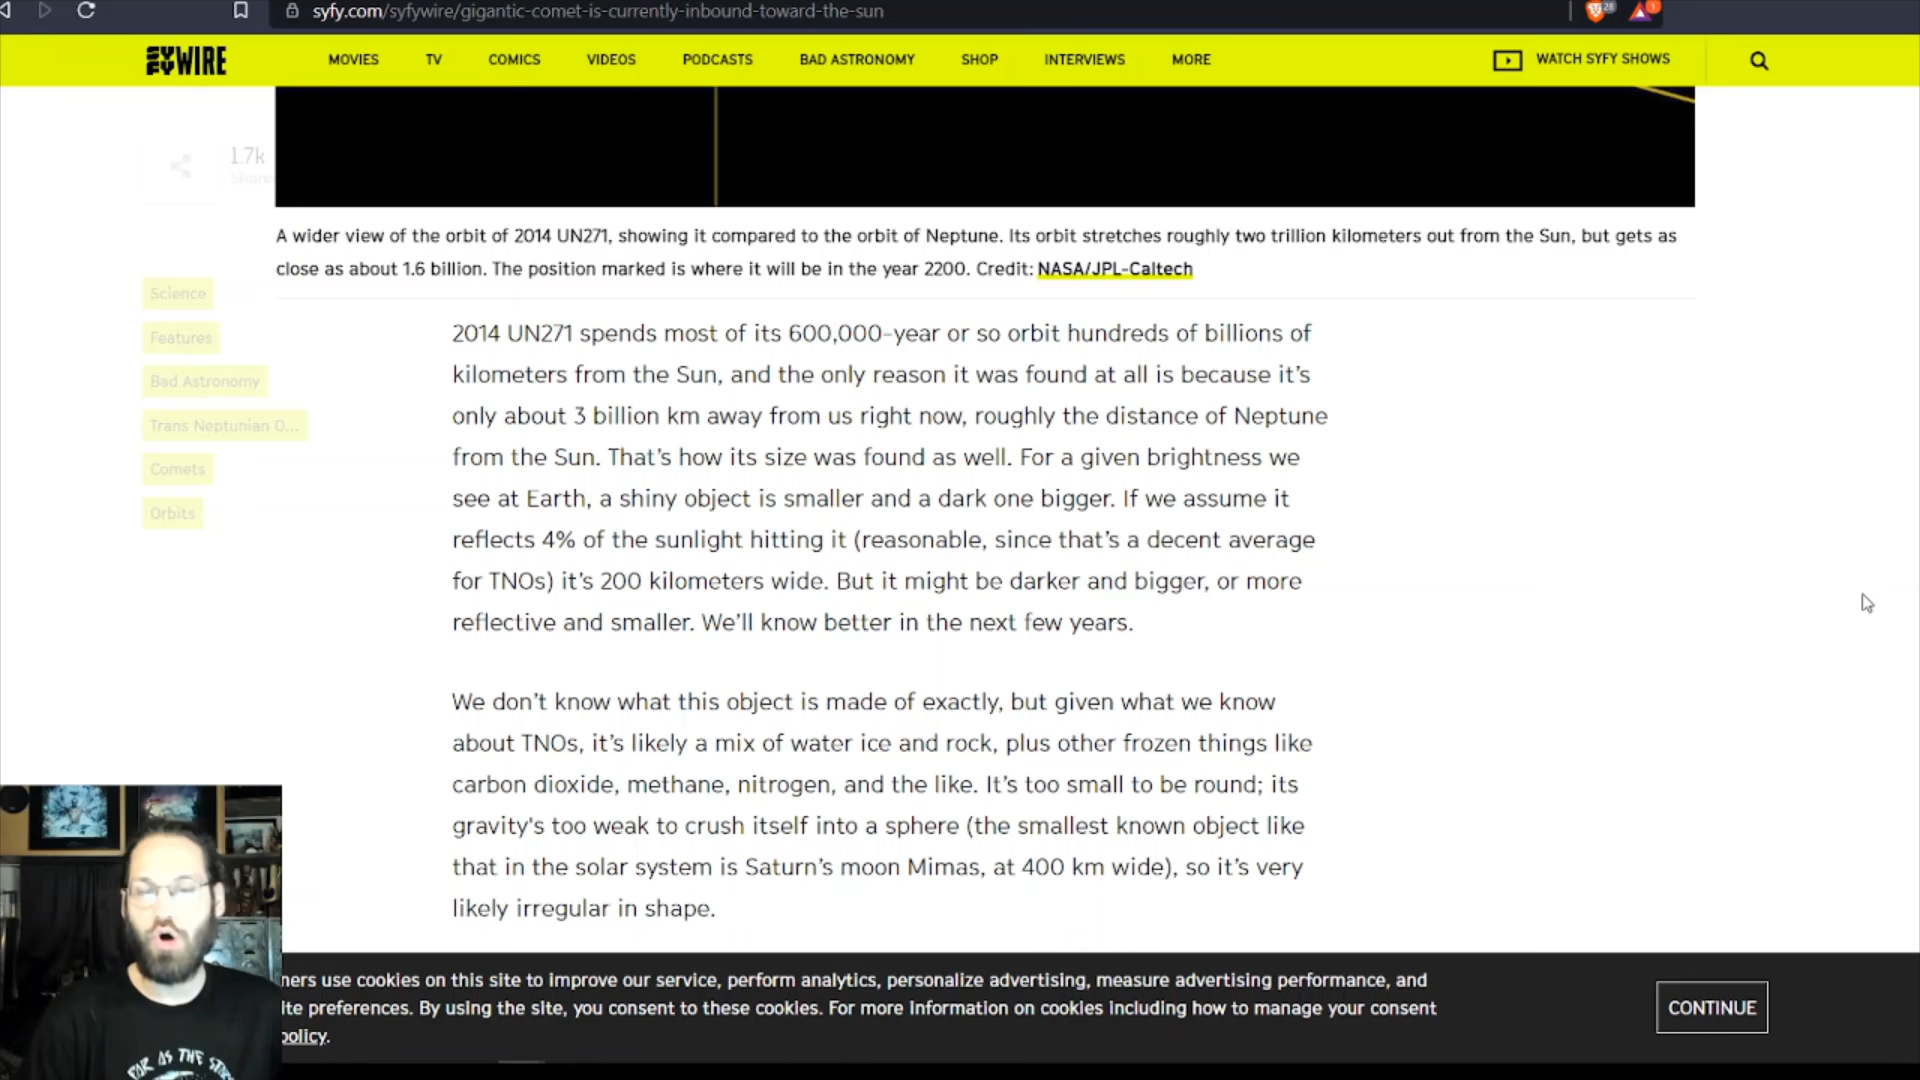 syfy.com/syfywire/gigantic-comet-is-currently-inbound-toward-the-sun
28
1
SYFY WIRE
MOVIES TV COMICS VIDEOS PODCASTS BAD ASTRONOMY SHOP INTERVIEWS MORE
WATCH SYFY SHOWS
1.7k
Share
A wider view of the orbit of 2014 UN271, showing it compared to the orbit of Neptune. Its orbit stretches roughly two trillion kilometers out from the Sun, but gets as
close as about 1.6 billion. The position marked is where it will be in the year 2200. Credit: NASA/JPL-Caltech
Science
Features
Bad Astronomy
Trans Neptunian O...
Comets
Orbits
2014 UN271 spends most of its 600,000-year or so orbit hundreds of billions of
kilometers from the Sun, and the only reason it was found at all is because it's
only about 3 billion km away from us right now, roughly the distance of Neptune
from the Sun. That's how its size was found as well. For a given brightness we
see at Earth, a shiny object is smaller and a dark one bigger. If we assume it
reflects 4% of the sunlight hitting it (reasonable, since that's a decent average
for TNOs) it's 200 kilometers wide. But it might be darker and bigger, or more
reflective and smaller. We'll know better in the next few years.
We don't know what this object is made of exactly, but given what we know
about TNOs, it's likely a mix of water ice and rock, plus other frozen things like
carbon dioxide, methane, nitrogen, and the like. It's too small to be round; its
gravity's too weak to crush itself into a sphere (the smallest known object like
that in the solar system is Saturn's moon Mimas, at 400 km wide), so it's very
likely irregular in shape.
ners use cookies on this site to improve our service, perform analytics, personalize advertising, measure advertising performance, and
ite preferences. By using the site, you consent to these cookies. For more information on cookies including how to manage your consent
policy.
CONTINUE
AS THE